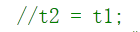 //t2 = t1;